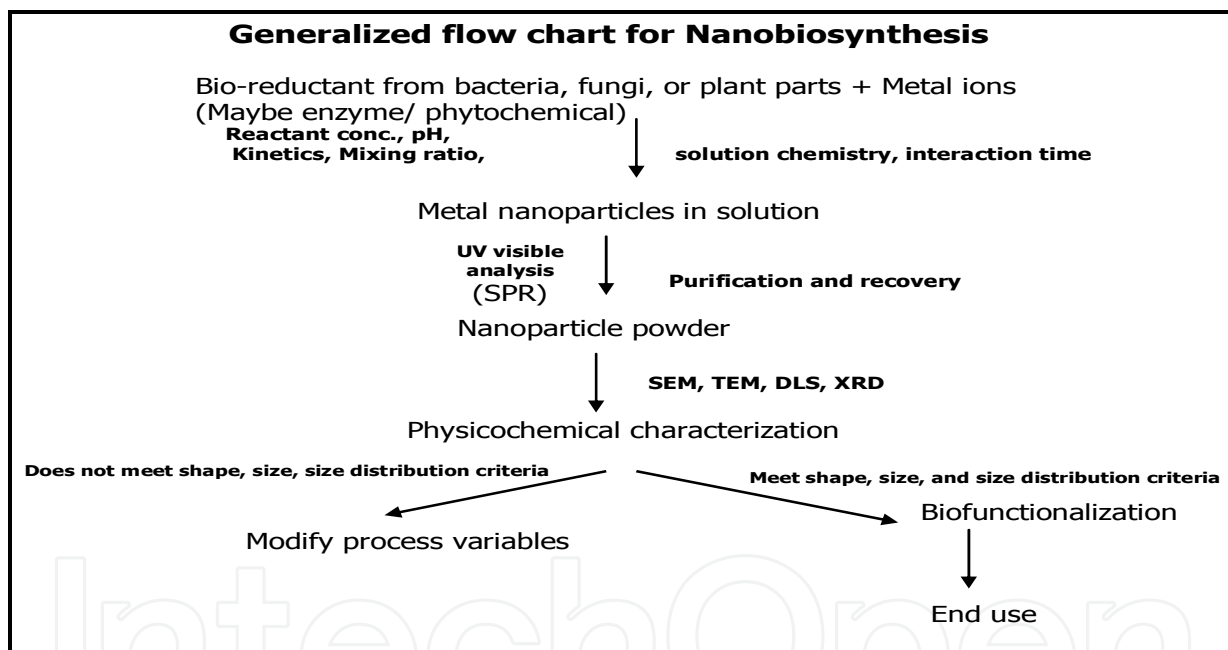 Generalized flow chart for Nanobiosynthesis
Bio-reductant from bacteria, fungi, or plant parts + Metal ions
(Maybe enzyme/ phytochemical)
Reactant conc., pH,
Kinetics, Mixing ratio,
solution chemistry, interaction time
Metal nanoparticles in solution
UV visible
analysis
(SPR)
Purification and recovery
Nanoparticle powder
SEM, TEM, DLS, XRD
Physicochemical characterization
Does not meet shape, size, size distribution criteria
Meet shape, size, and size distribution criteria
Modify process variables
Biofunctionalization
End use
IntechOpen